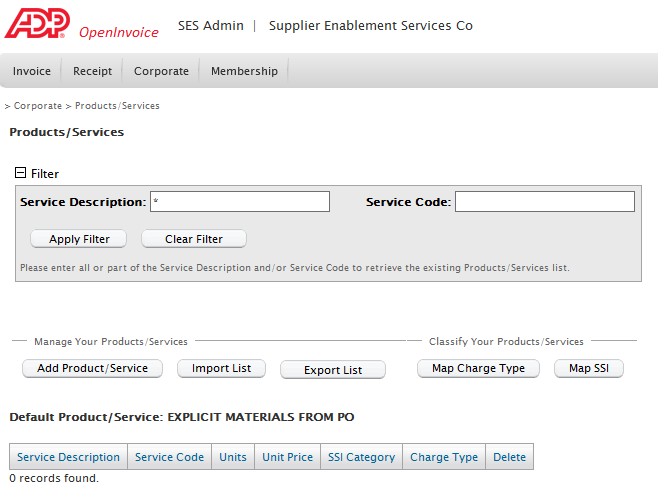 ADP OpenInvoice SES Admin | Supplier Enablement Services Co
Invoice Receipt Corporate Membership
> Corporate > Products/Services
Products/Services
Filter
Service Description: * Service Code:
Apply Filter Clear Filter
Please enter all or part of the Service Description and/or Service Code to retrieve the existing Products/Services list.
Manage Your Products/Services Classify Your Products/Services
Add Product/Service Import List Export List Map Charge Type Map SSI
Default Product/Service: EXPLICIT MATERIALS FROM PO
Service Description Service Code Units Unit Price SSI Category Charge Type Delete
0 records found.